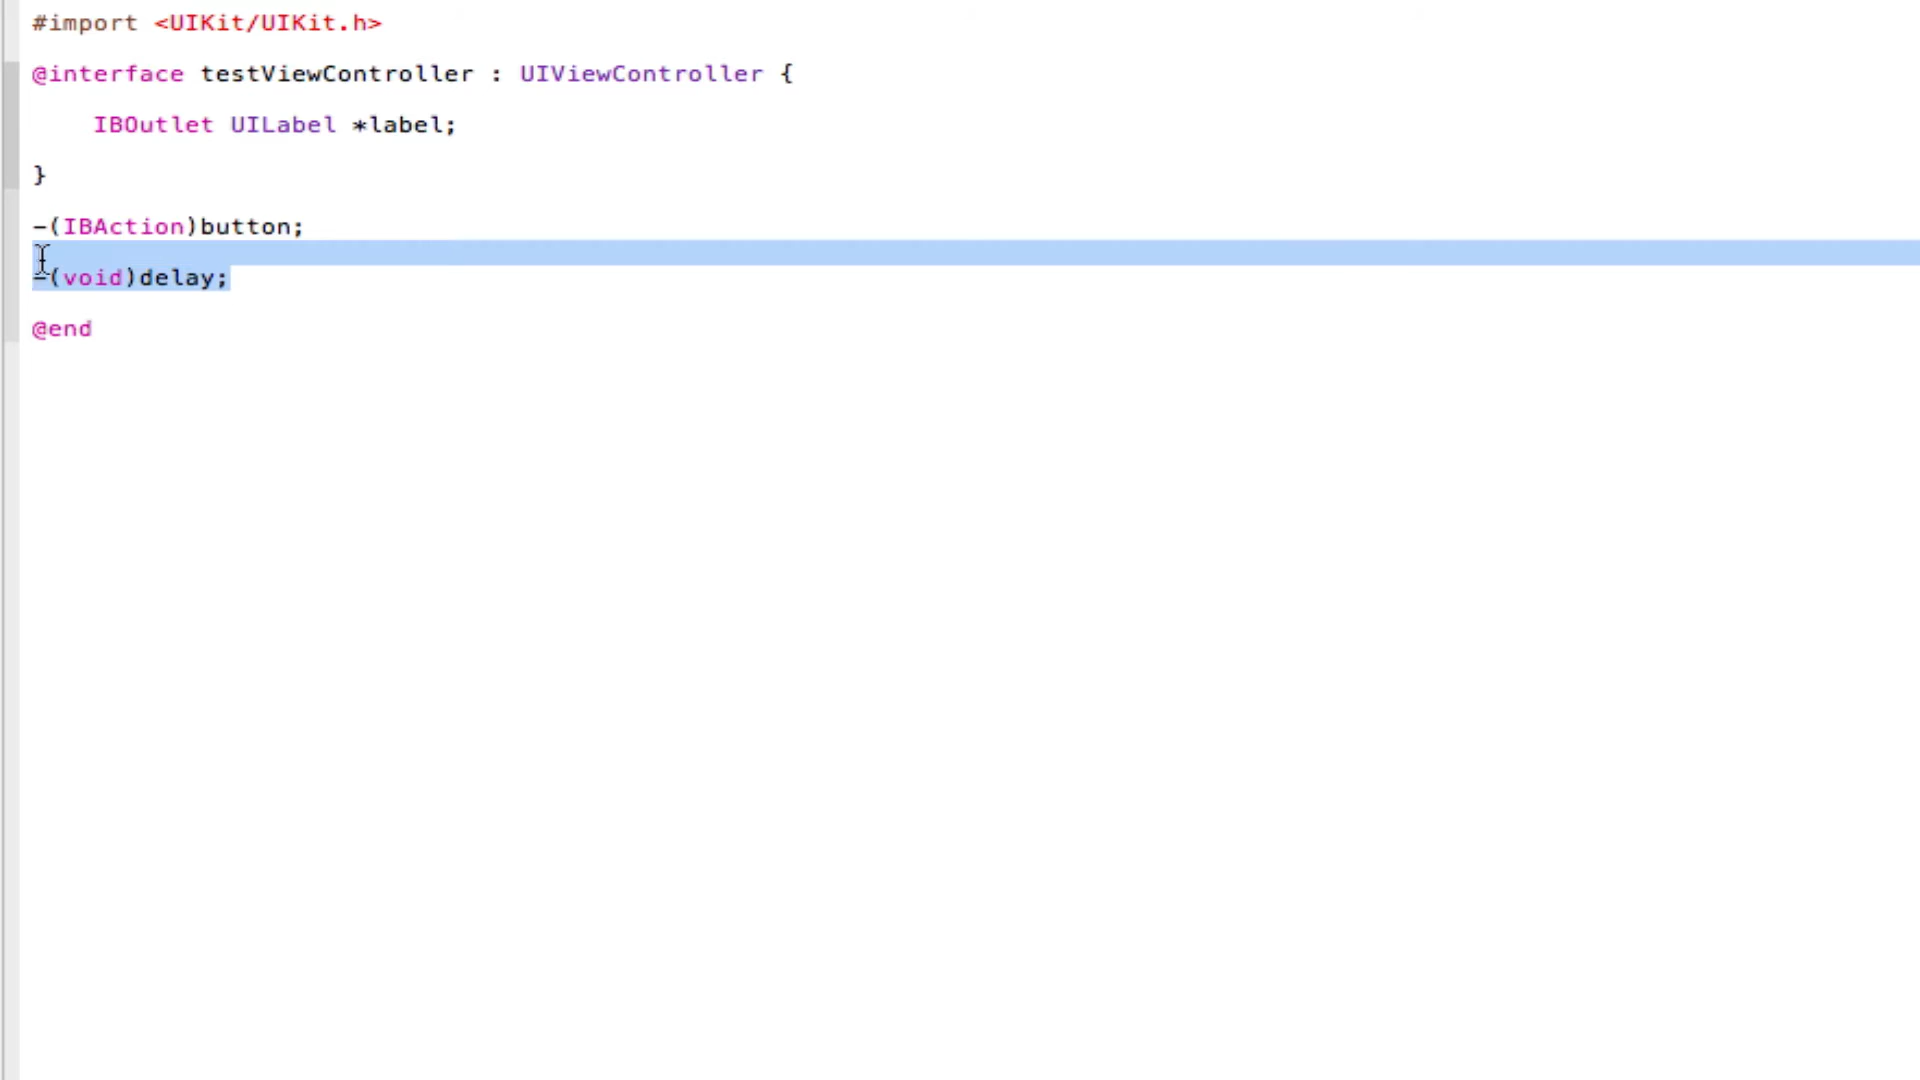 #import <UIKit/UIKit.h>
@interface testViewController : UIViewController {
IBOutlet UILabel *label;
}
-(IBAction)button;
-(void)delay;
@end